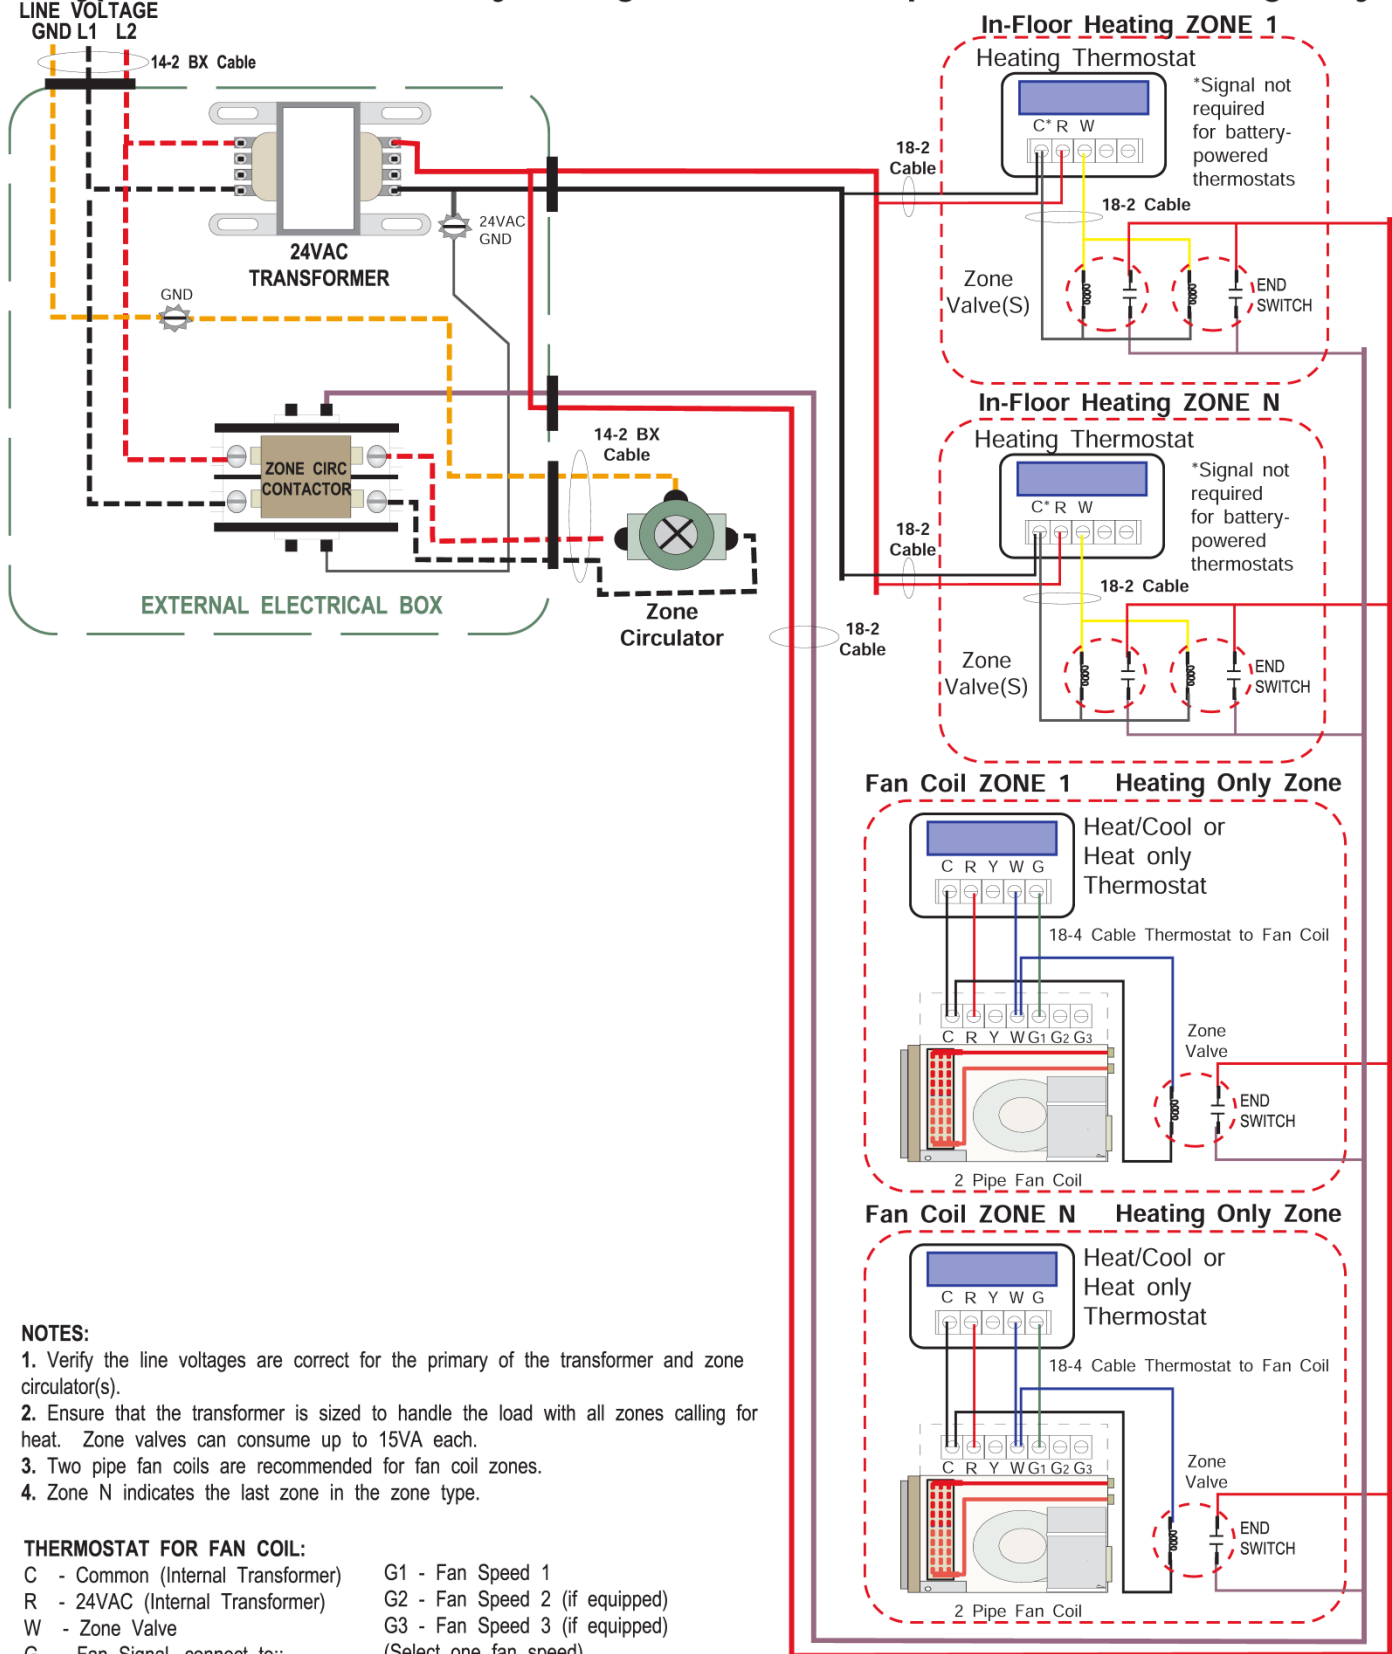 LINE VOLTAGE
GND L1 L2
14-2 BX Cable
24VAC
GND
24VAC
TRANSFORMER
GND
ZONE CIRC
CONTACTOR
14-2 BX
Cable
EXTERNAL ELECTRICAL BOX
Zone
Circulator
18-2
Cable
In-Floor Heating ZONE 1
Heating Thermostat
C* R W
*Signal not
required
for battery-
powered
thermostats
18-2
Cable
18-2 Cable
Zone
Valve(S)
END
SWITCH
In-Floor Heating ZONE N
Heating Thermostat
C* R W
*Signal not
required
for battery-
powered
thermostats
18-2
Cable
18-2 Cable
Zone
Valve(S)
END
SWITCH
Fan Coil ZONE 1 Heating Only Zone
C R Y W G
Heat/Cool or
Heat only
Thermostat
18-4 Cable Thermostat to Fan Coil
C R Y W G1 G2 G3
Zone
Valve
END
SWITCH
2 Pipe Fan Coil
Fan Coil ZONE N Heating Only Zone
C R Y W G
Heat/Cool or
Heat only
Thermostat
18-4 Cable Thermostat to Fan Coil
C R Y W G1 G2 G3
Zone
Valve
END
SWITCH
2 Pipe Fan Coil
NOTES:
1. Verify the line voltages are correct for the primary of the transformer and zone
circulator(s).
2. Ensure that the transformer is sized to handle the load with all zones calling for
heat. Zone valves can consume up to 15VA each.
3. Two pipe fan coils are recommended for fan coil zones.
4. Zone N indicates the last zone in the zone type.
THERMOSTAT FOR FAN COIL:
C - Common (Internal Transformer)
R - 24VAC (Internal Transformer)
W - Zone Valve
G - Fan Signal, connect to::
G1 - Fan Speed 1
G2 - Fan Speed 2 (if equipped)
G3 - Fan Speed 3 (if equipped)
(Select one fan speed)